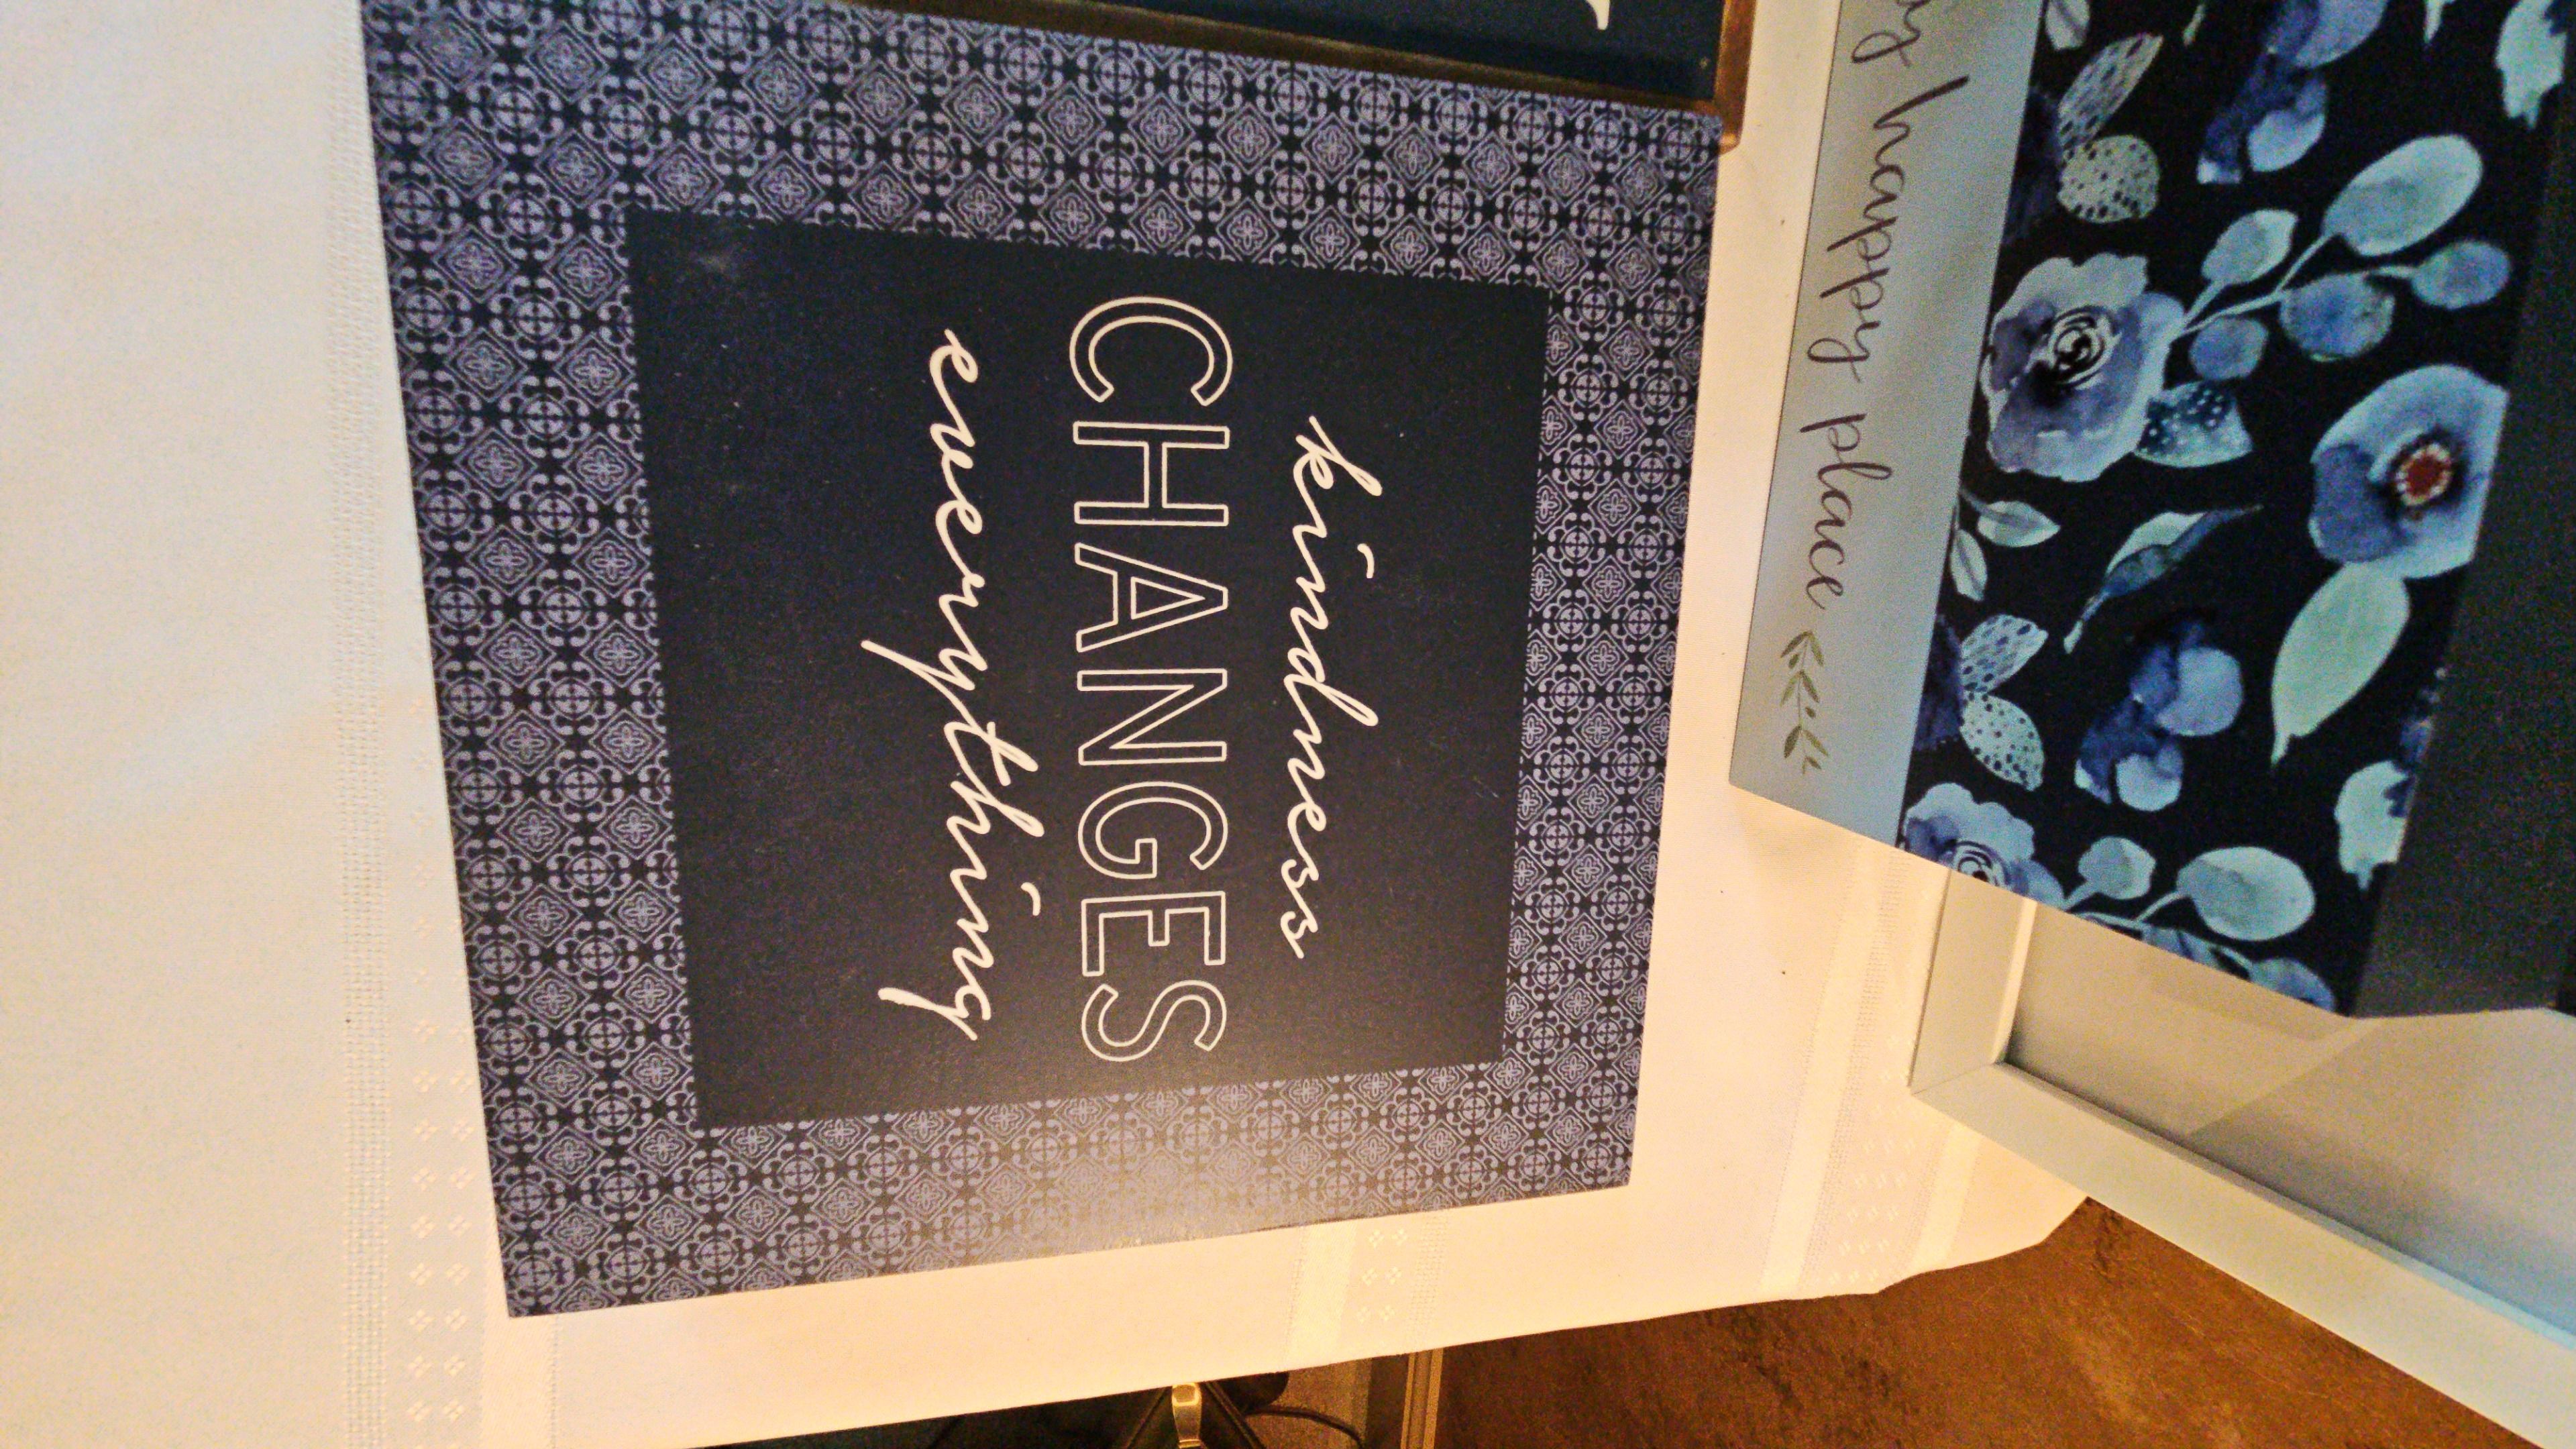 kindness
CHANGES
everything
happy place